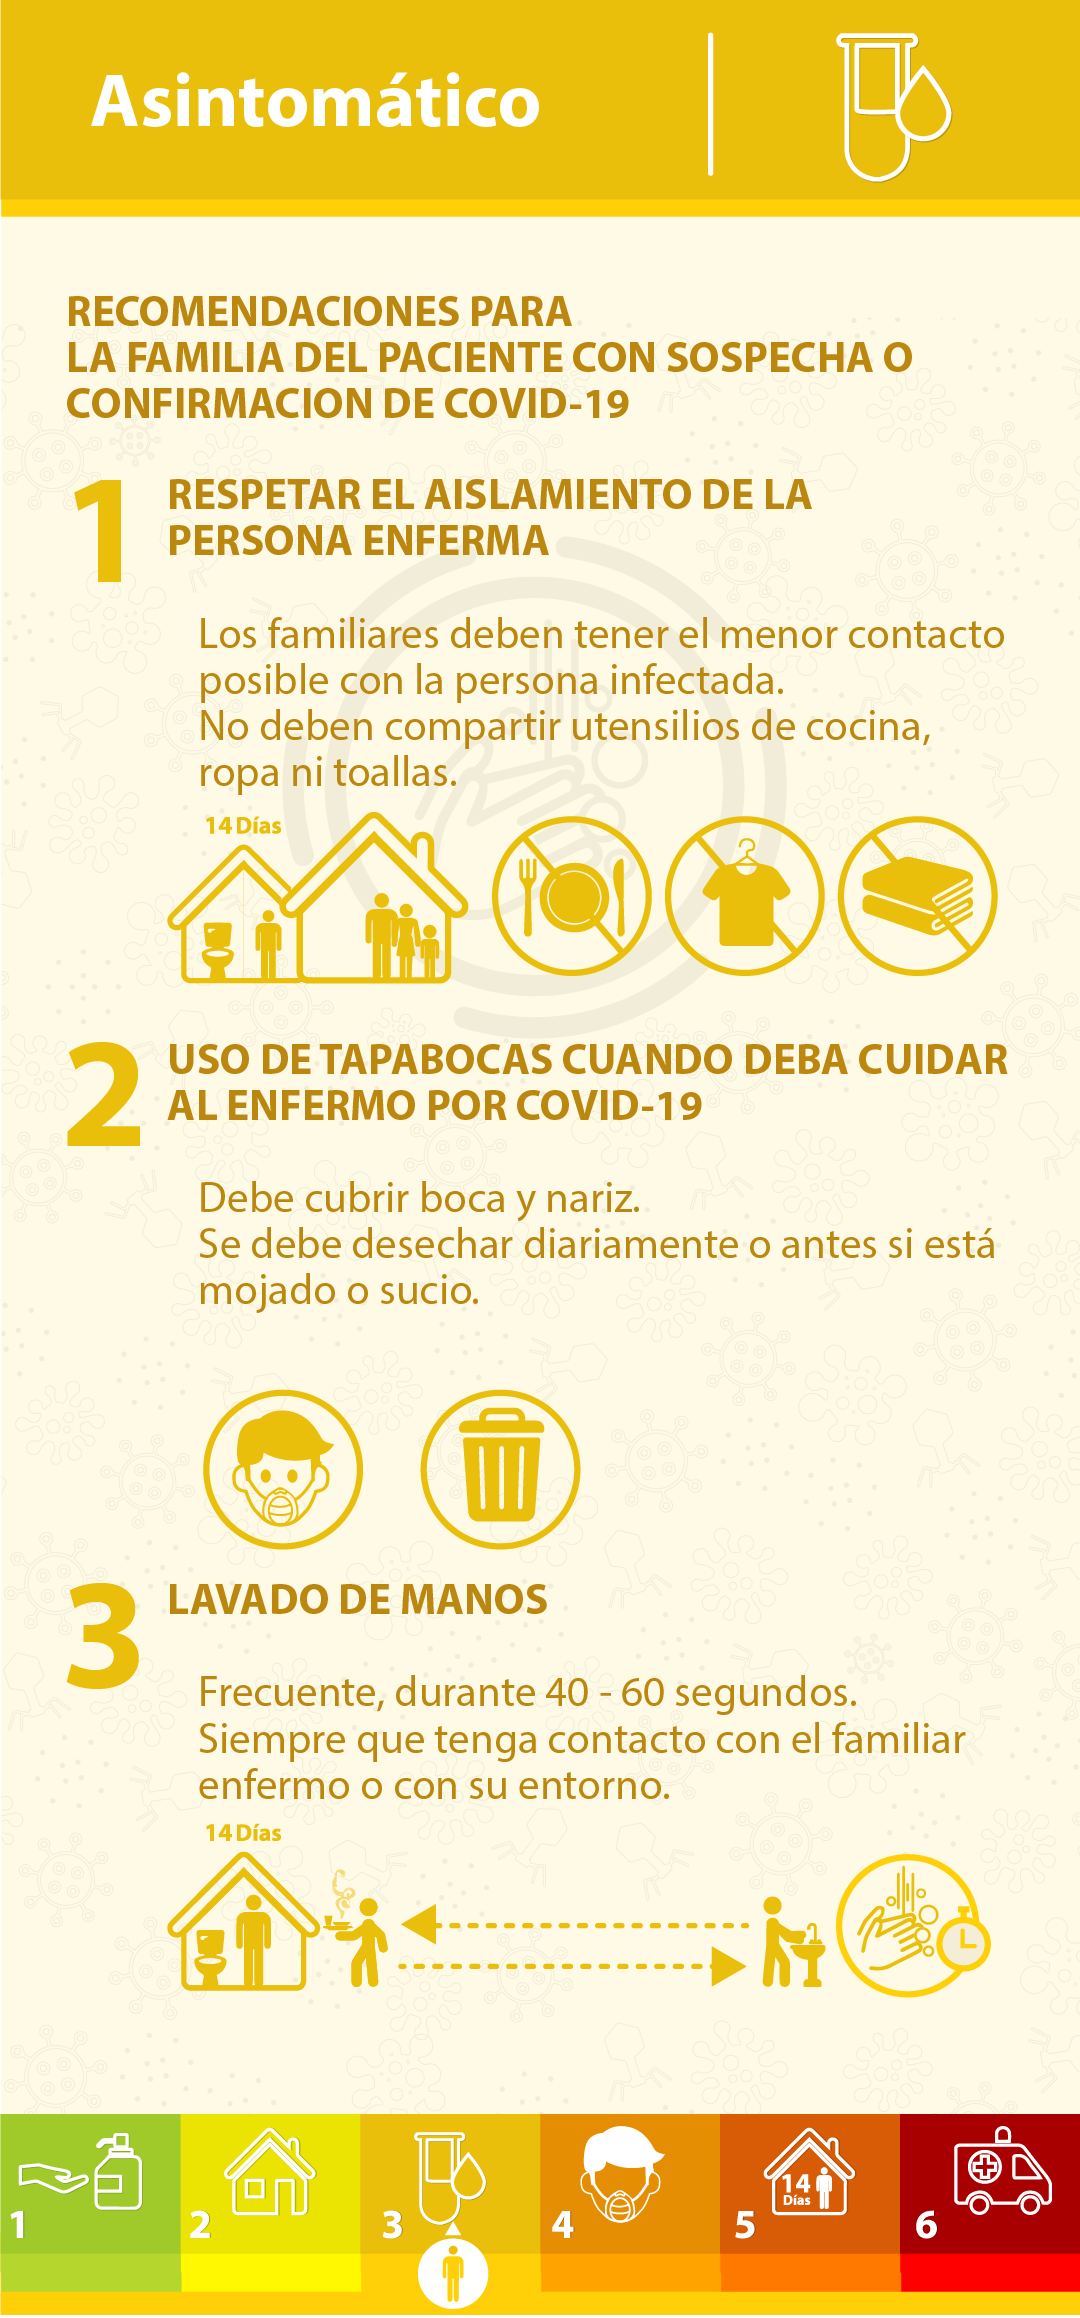 Asintomático
RECOMENDACIONES PARA
LA FAMILIA DEL PACIENTE CON SOSPECHA O
CONFIRMACION DE COVID-19
1
RESPETAR EL AISLAMIENTO DE LA
PERSONA ENFERMA
Los familiares deben tener el menor contacto
posible con la persona infectada.
No deben compartir utensilios de cocina,
ropa ni toallas.
14 Días
2
USO DE TAPABOCAS CUANDO DEBA CUIDAR
AL ENFERMO POR COVID-19
Debe cubrir boca y nariz.
Se debe desechar diariamente o antes si está
mojado o sucio.
3
LAVADO DE MANOS
Frecuente, durante 40 - 60 segundos.
Siempre que tenga contacto con el familiar
enfermo o con su entorno.
14 Días
1
2
3
4
5
14
Días
6